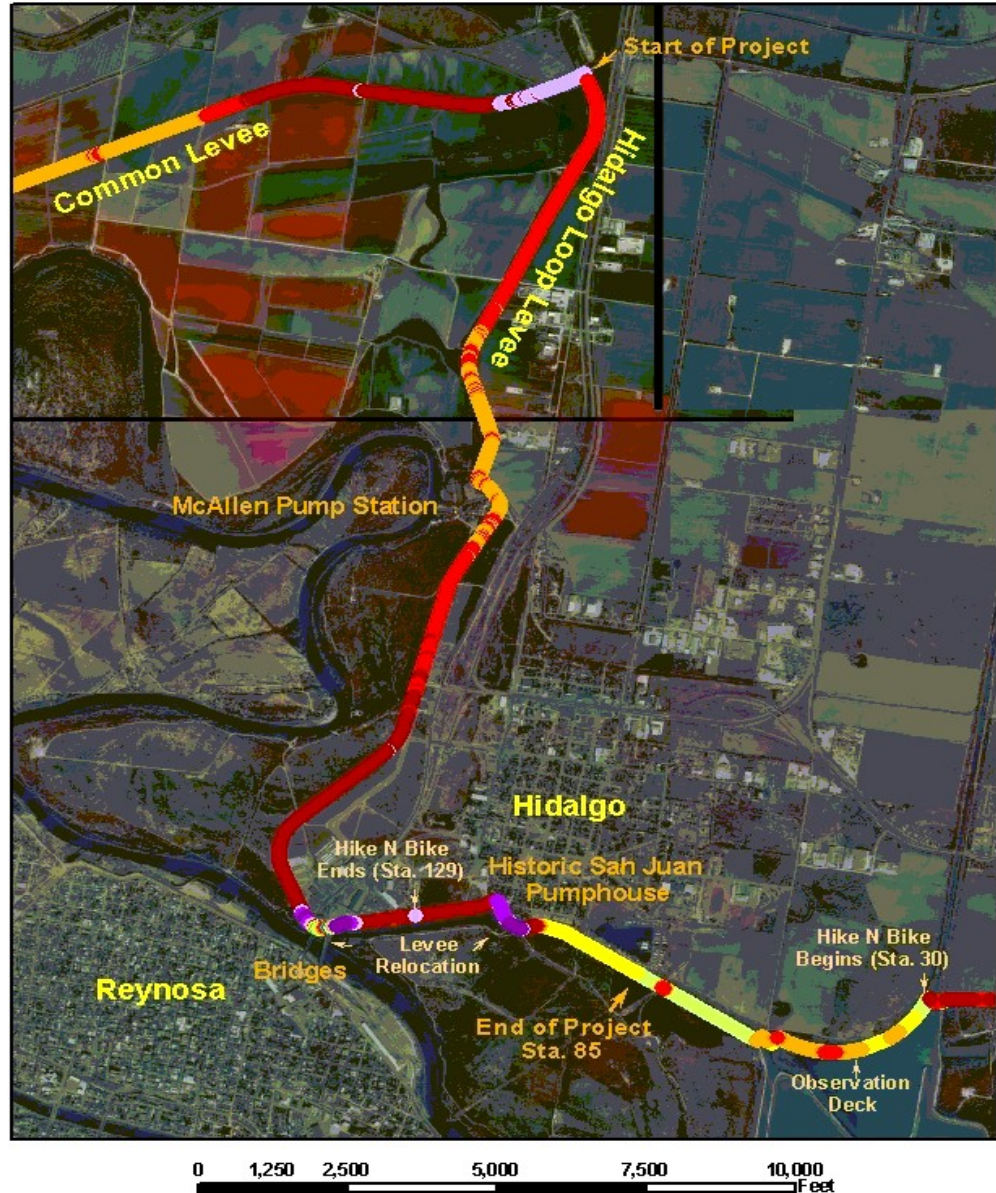 Start of Project
Common Levee
Hidalgo Loop Levee
McAllen Pump Station
Hidalgo
Hike N Bike
Ends (Sta. 129)
Historic San Juan
Pumphouse
Levee
Relocation
Bridges
Reynosa
Hike N Bike
Begins (Sta. 30)
End of Project
Sta. 85
Observation
Deck
0 1,250 2,500 5,000 7,500 10,000
Feet